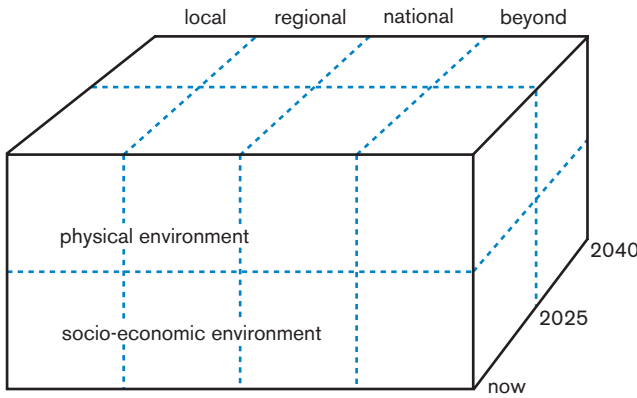 local regional national beyond
physical environment
2040
2025
socio-economic environment
now